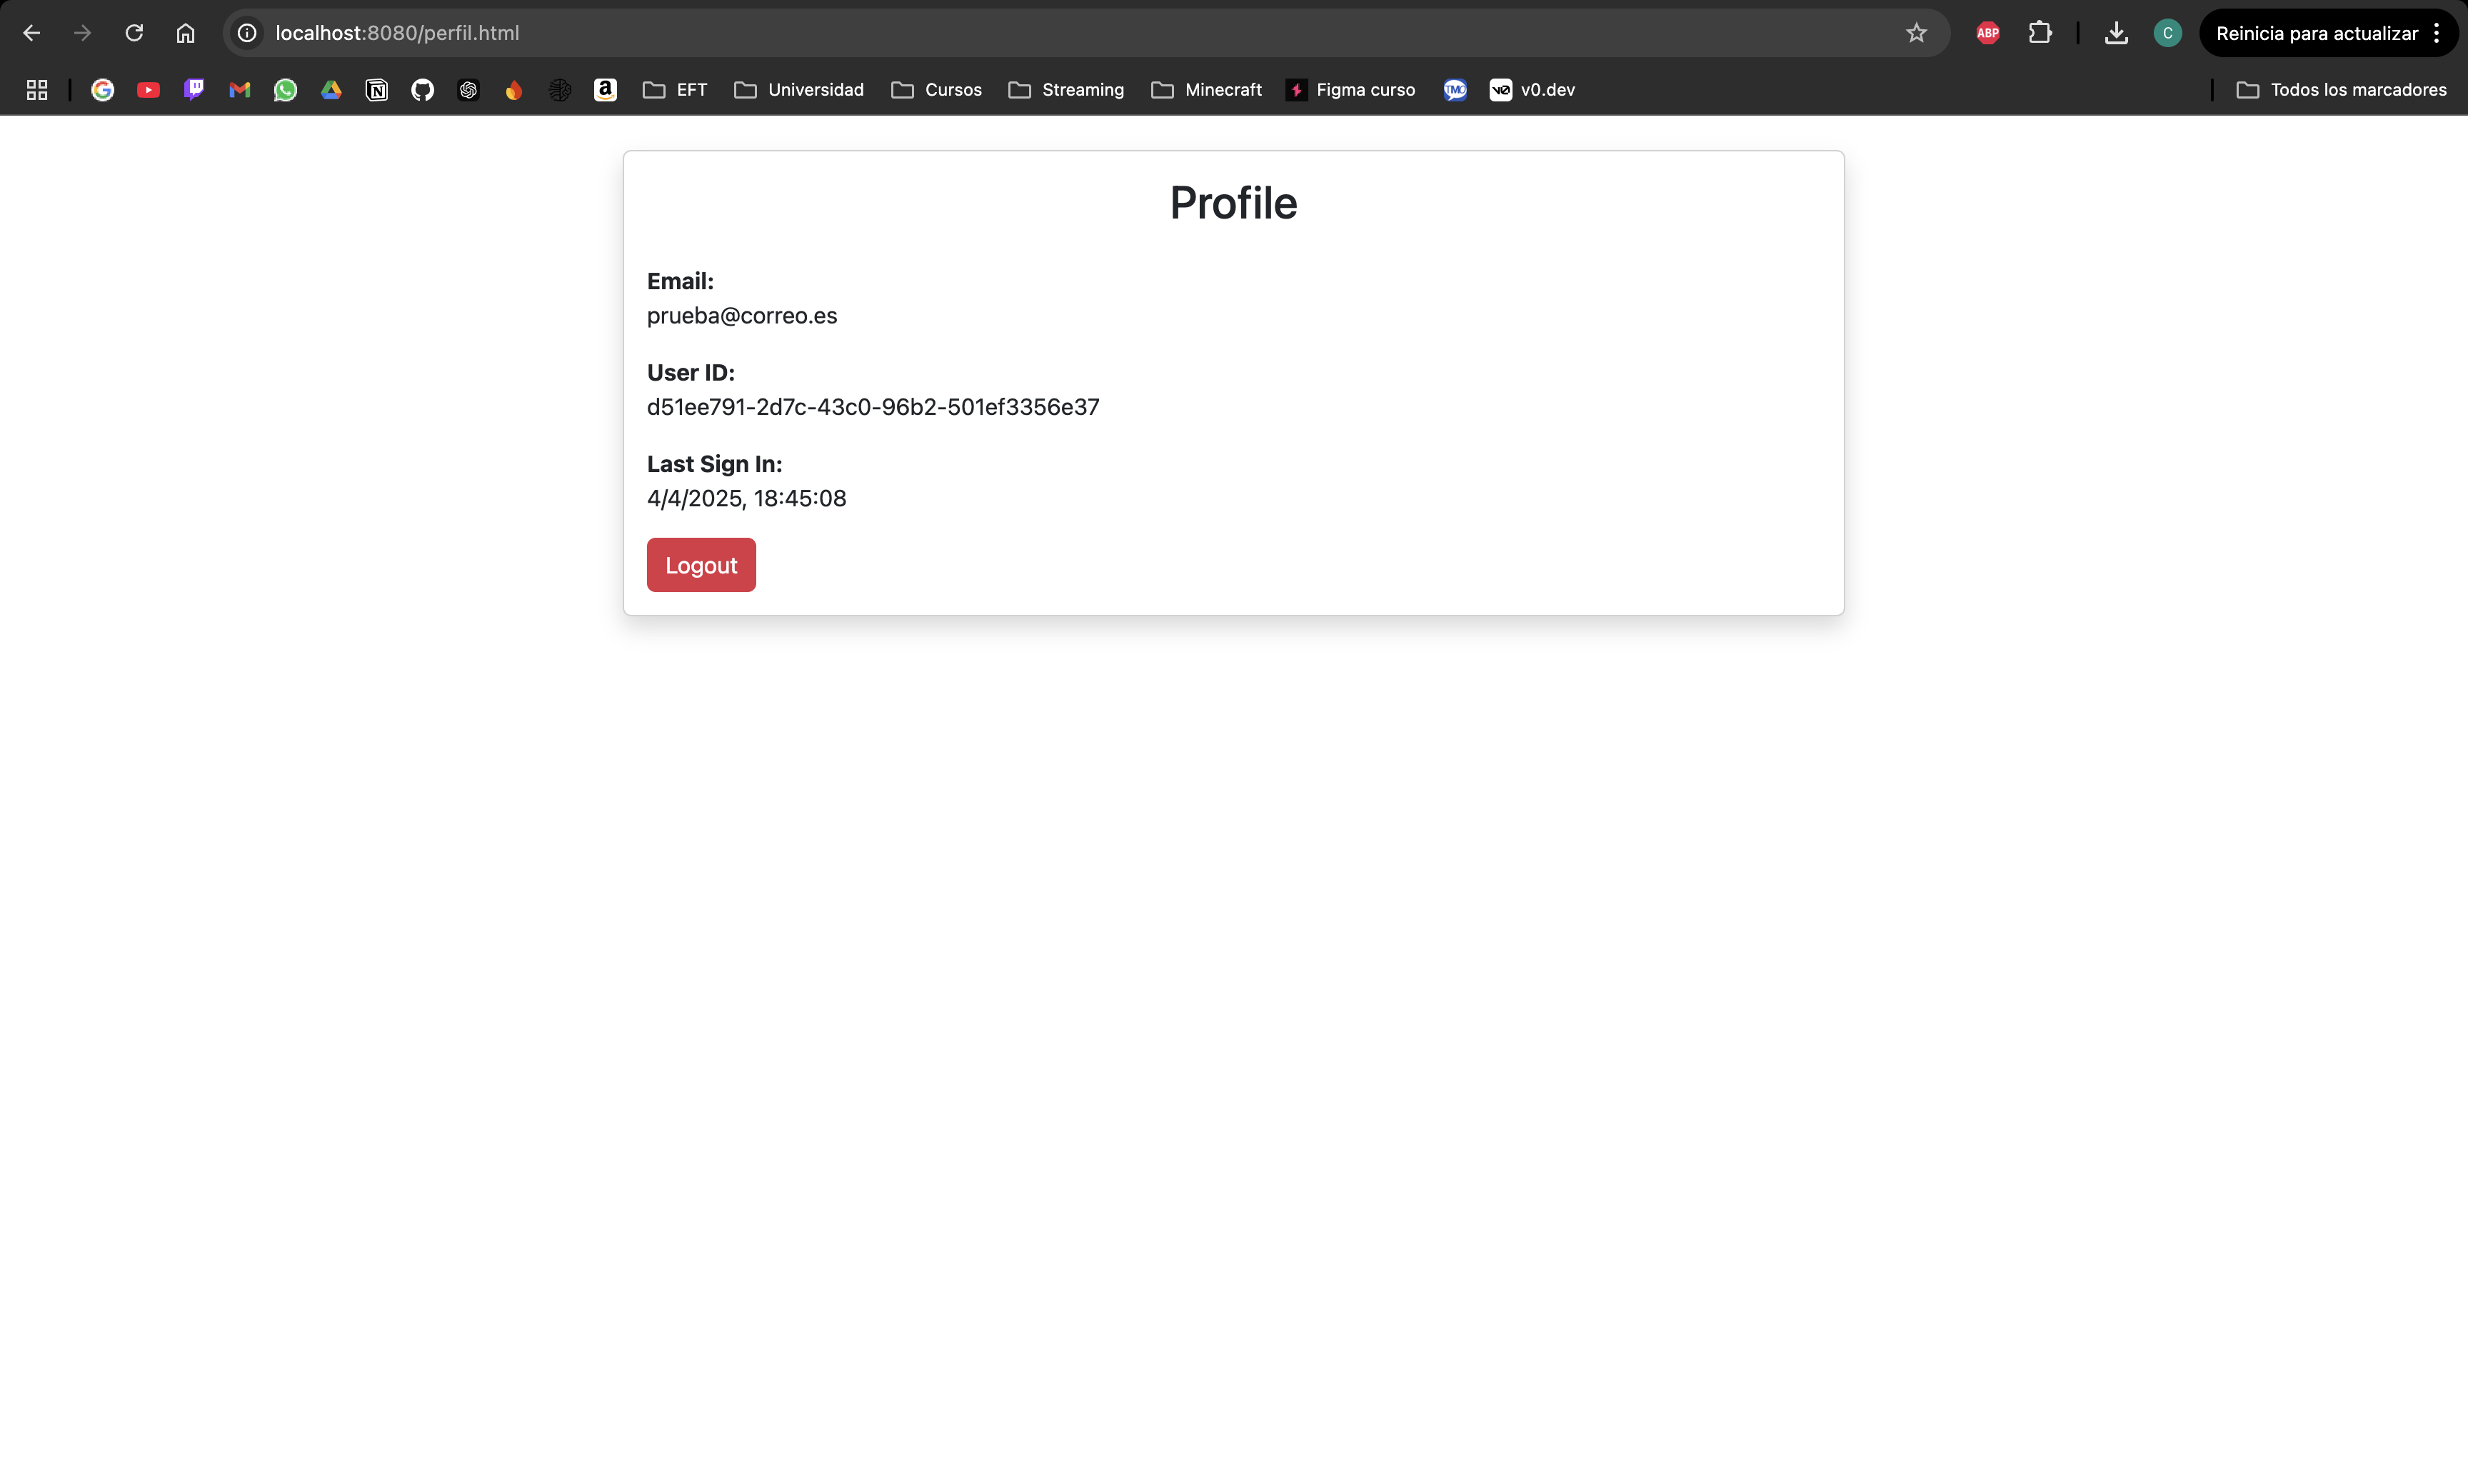 localhost:8080/perfil.html
ABP
C
Reinicia para actualizar
EFT
Universidad
Cursos
Streaming
Minecraft
Figma curso
TMO
v0
v0.dev
Todos los marcadores
Profile
Email:
prueba@correo.es
User ID:
d51ee791-2d7c-43c0-96b2-501ef3356e37
Last Sign In:
4/4/2025, 18:45:08
Logout